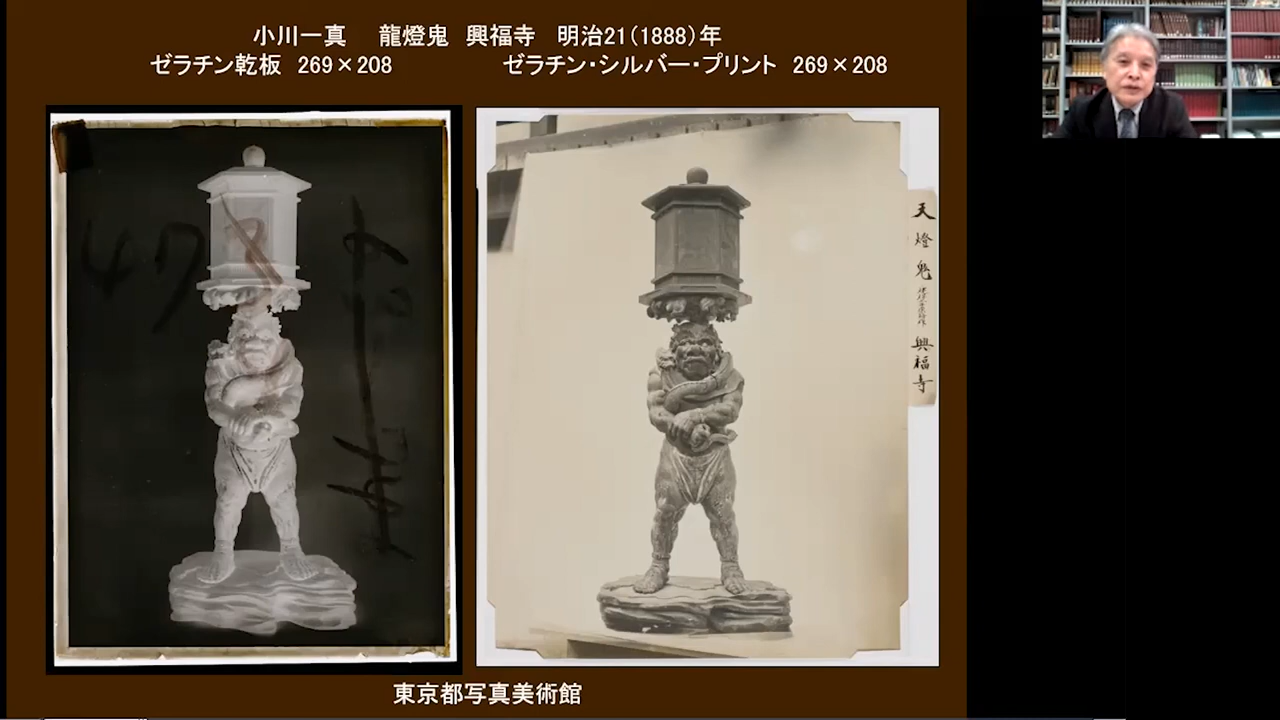 小川一真　龍燈鬼　興福寺　明治21（1888）年
ゼラチン乾板　269×208　ゼラチン・シルバー・プリント　269×208
天燈鬼
興福寺
東京都写真美術館